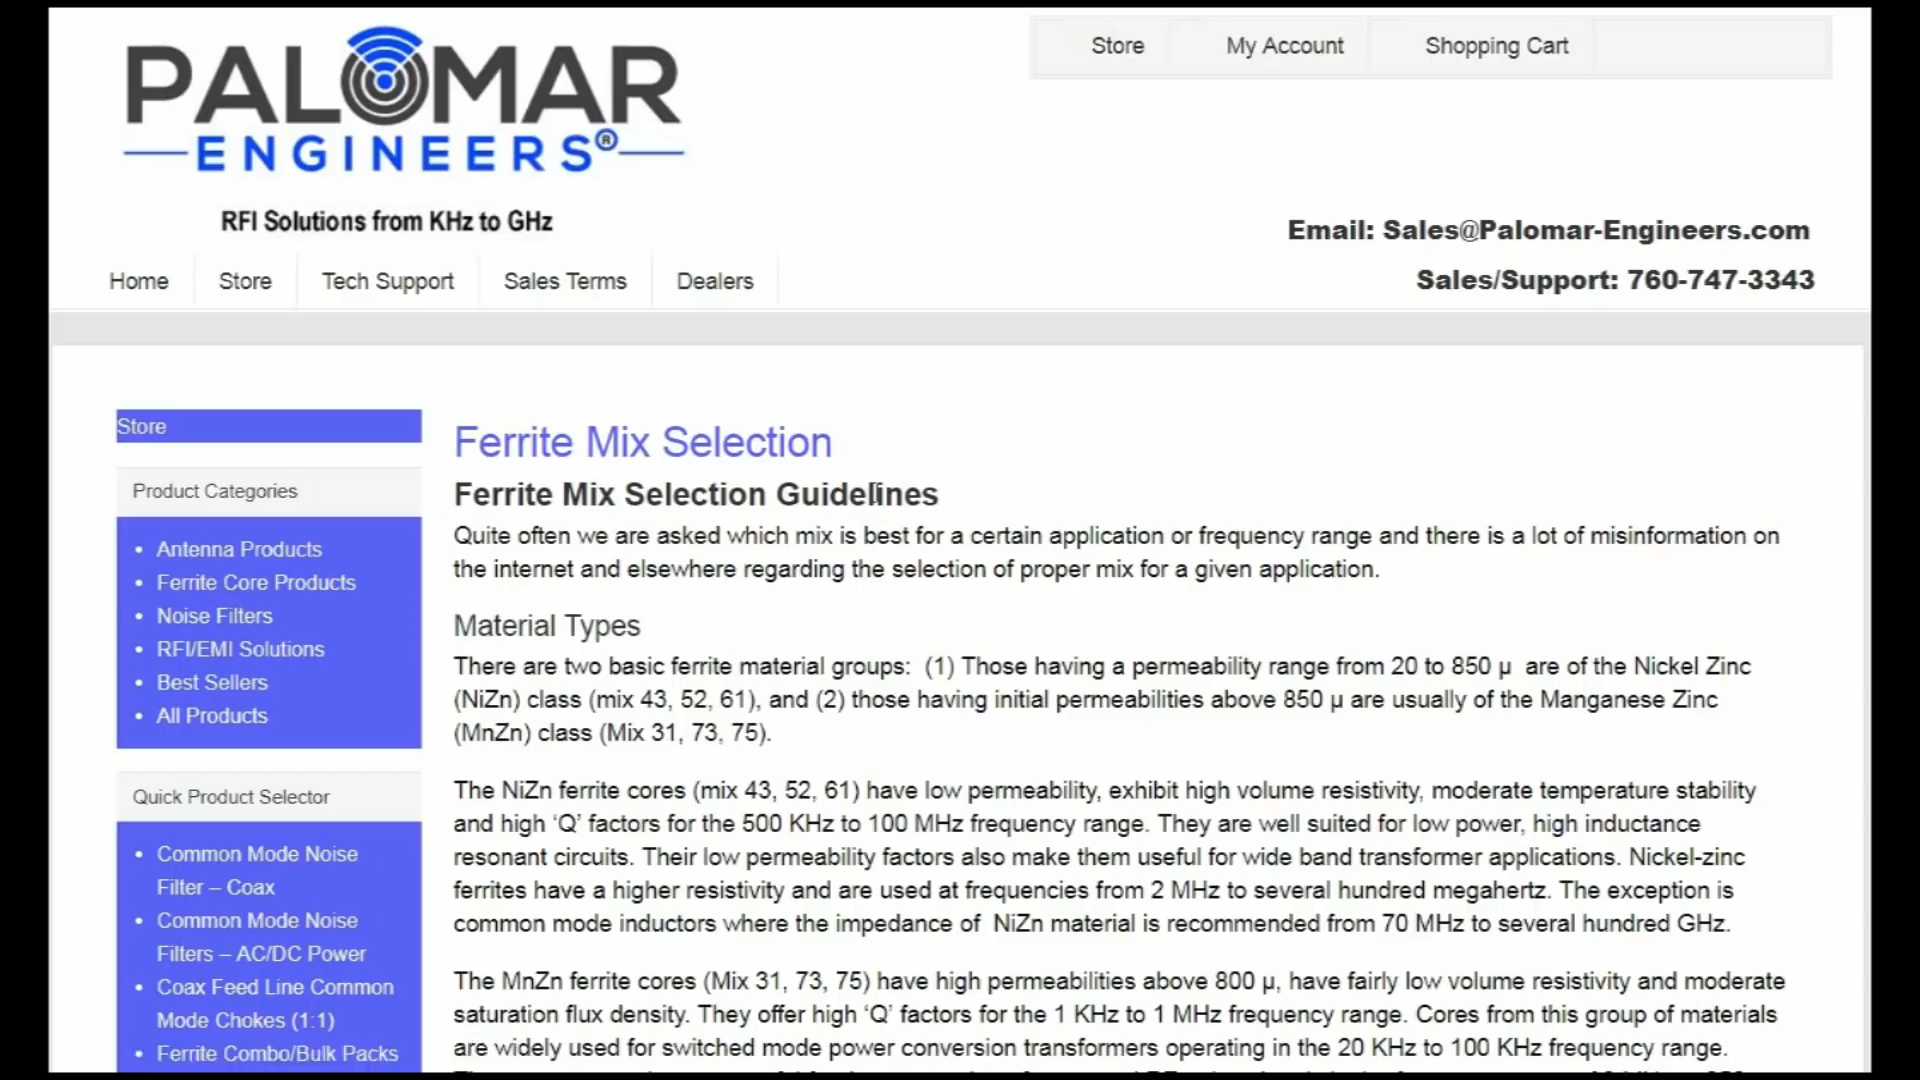 PALOMAR
ENGINEERS®
RFI Solutions from KHz to GHz
Store My Account Shopping Cart
Email: Sales@Palomar-Engineers.com
Sales/Support: 760-747-3343
Home Store Tech Support Sales Terms Dealers
Store
Product Categories
• Antenna Products
• Ferrite Core Products
• Noise Filters
• RFI/EMI Solutions
• Best Sellers
• All Products
Quick Product Selector
• Common Mode Noise
Filter – Coax
• Common Mode Noise
Filters – AC/DC Power
• Coax Feed Line Common
Mode Chokes (1:1)
• Ferrite Combo/Bulk Packs
Ferrite Mix Selection
Ferrite Mix Selection Guidelines
Quite often we are asked which mix is best for a certain application or frequency range and there is a lot of misinformation on
the internet and elsewhere regarding the selection of proper mix for a given application.
Material Types
There are two basic ferrite material groups: (1) Those having a permeability range from 20 to 850 µ are of the Nickel Zinc
(NiZn) class (mix 43, 52, 61), and (2) those having initial permeabilities above 850 µ are usually of the Manganese Zinc
(MnZn) class (Mix 31, 73, 75).
The NiZn ferrite cores (mix 43, 52, 61) have low permeability, exhibit high volume resistivity, moderate temperature stability
and high ‘Q’ factors for the 500 KHz to 100 MHz frequency range. They are well suited for low power, high inductance
resonant circuits. Their low permeability factors also make them useful for wide band transformer applications. Nickel-zinc
ferrites have a higher resistivity and are used at frequencies from 2 MHz to several hundred megahertz. The exception is
common mode inductors where the impedance of NiZn material is recommended from 70 MHz to several hundred GHz.
The MnZn ferrite cores (Mix 31, 73, 75) have high permeabilities above 800 µ, have fairly low volume resistivity and moderate
saturation flux density. They offer high ‘Q’ factors for the 1 KHz to 1 MHz frequency range. Cores from this group of materials
are widely used for switched mode power conversion transformers operating in the 20 KHz to 100 KHz frequency range.